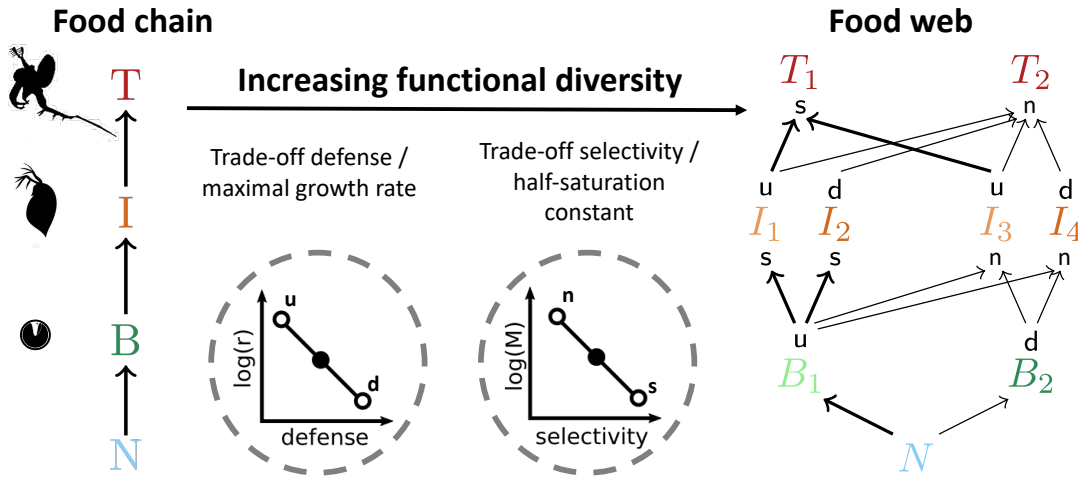 Food chain
Food web
Increasing functional diversity
Trade-off defense /
maximal growth rate
Trade-off selectivity /
half-saturation
constant
T
I
B
N
u
d
log(r)
defense
n
s
log(M)
selectivity
T1 T2
s n
u d u d
I1 I2 I3 I4
s s n n
u d
B1 B2
N